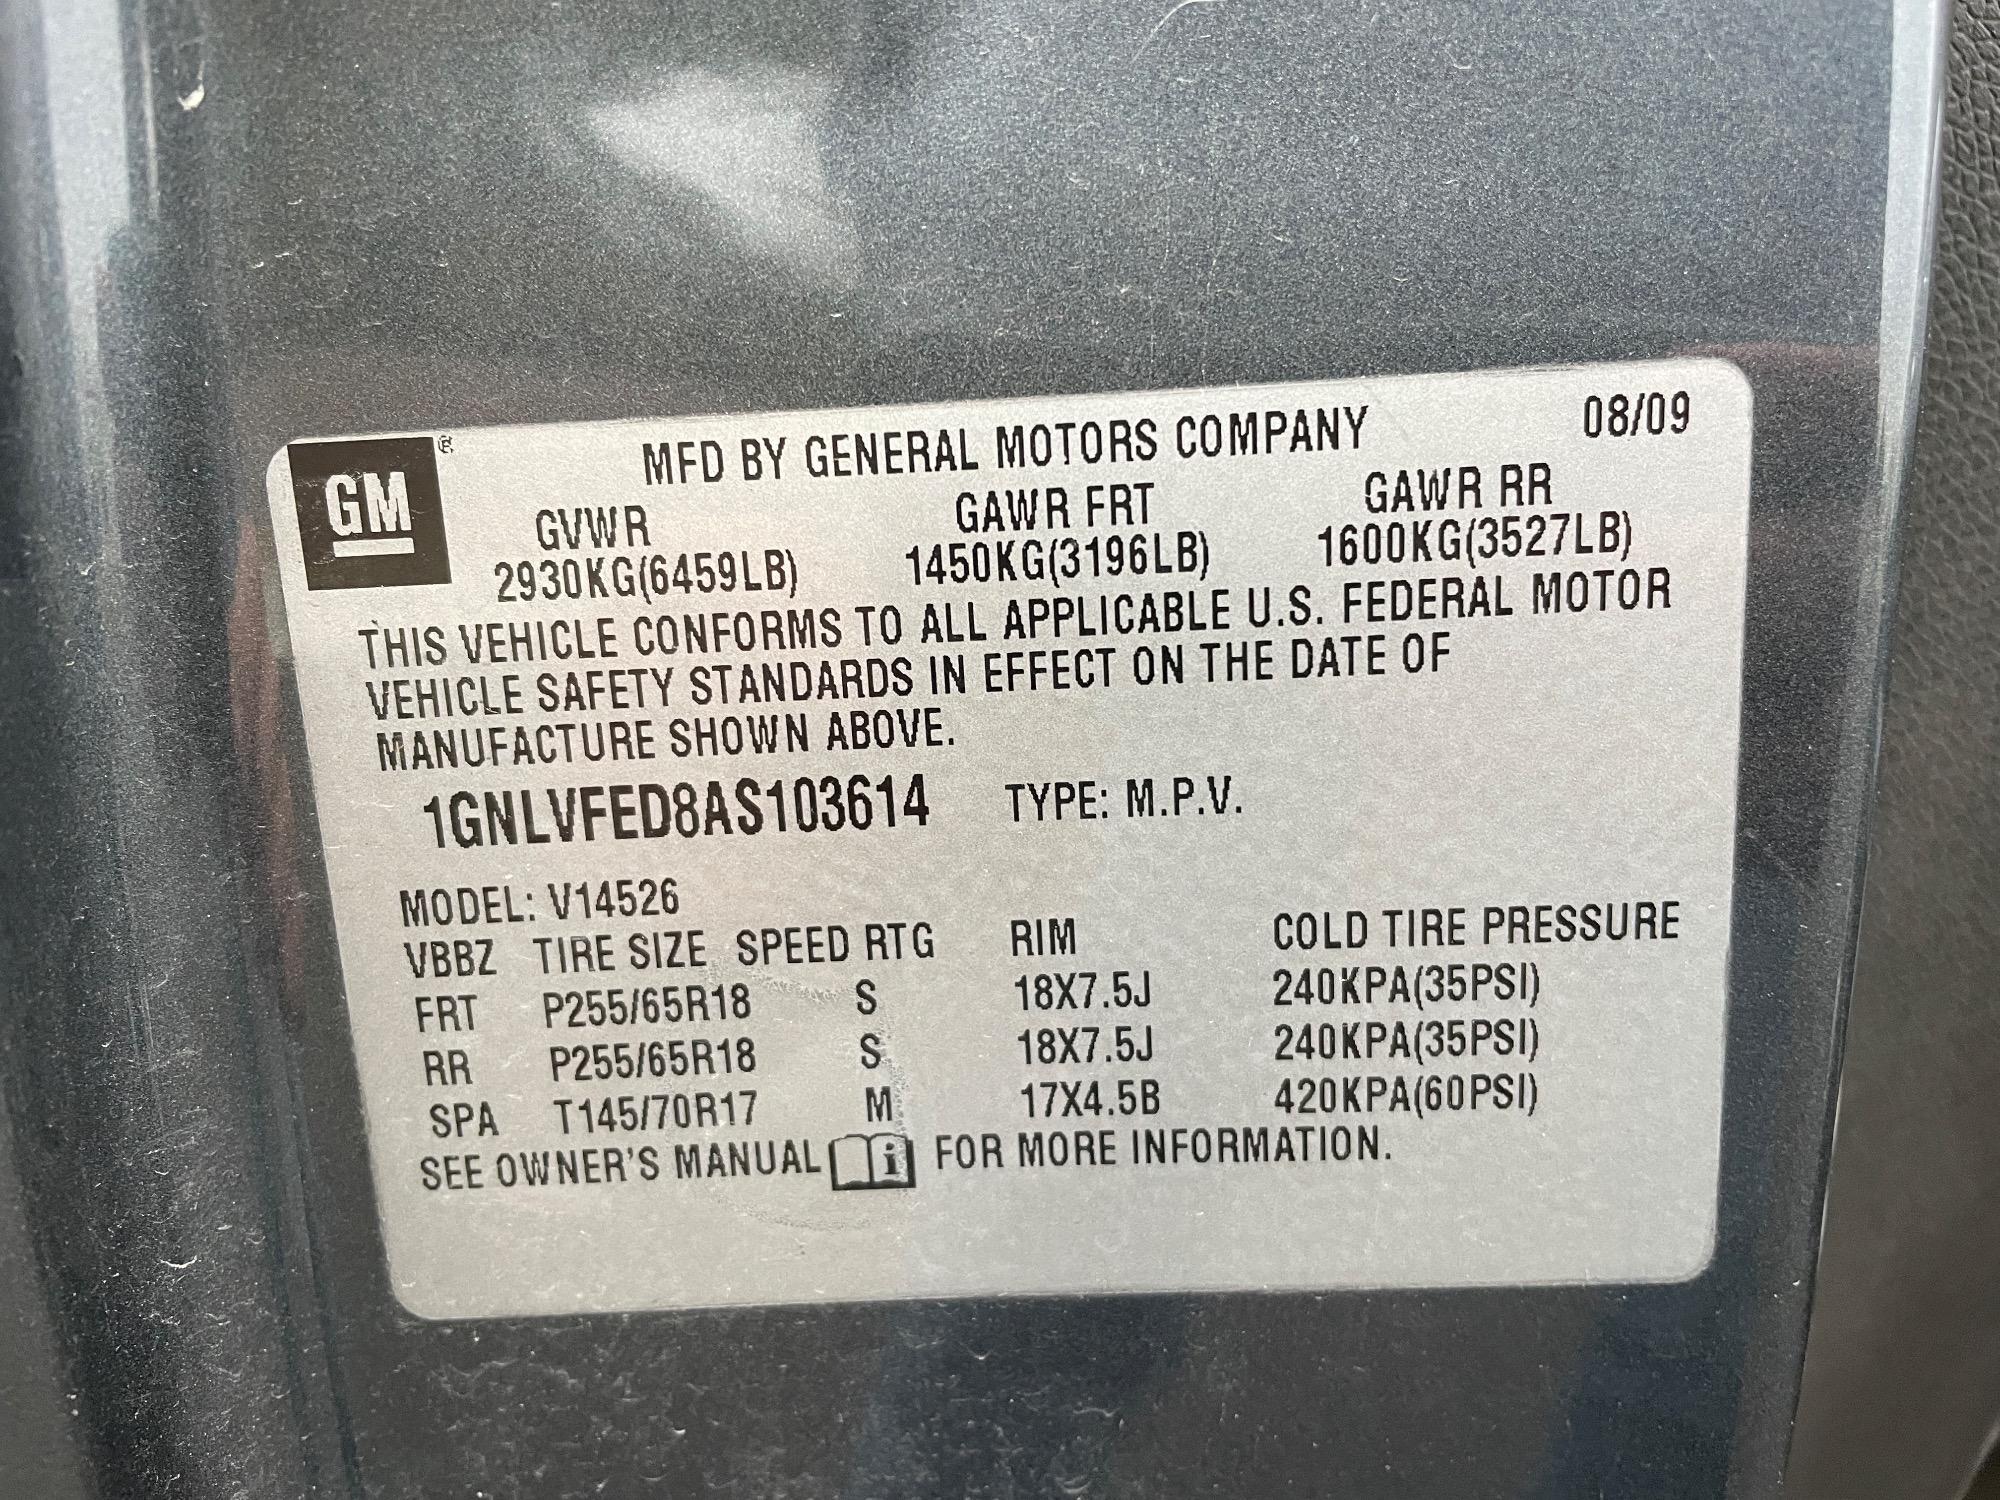 GM ®
MFD BY GENERAL MOTORS COMPANY 08/09
GVWR GAWR FRT GAWR RR
2930KG(6459LB) 1450KG(3196LB) 1600KG(3527LB)
THIS VEHICLE CONFORMS TO ALL APPLICABLE U.S. FEDERAL MOTOR
VEHICLE SAFETY STANDARDS IN EFFECT ON THE DATE OF
MANUFACTURE SHOWN ABOVE.
1GNLVFED8AS103614 TYPE: M.P.V.
MODEL: V14526
VBBZ TIRE SIZE SPEED RTG RIM COLD TIRE PRESSURE
FRT P255/65R18 S 18X7.5J 240KPA(35PSI)
RR P255/65R18 S 18X7.5J 240KPA(35PSI)
SPA T145/70R17 M 17X4.5B 420KPA(60PSI)
SEE OWNER'S MANUAL i FOR MORE INFORMATION.